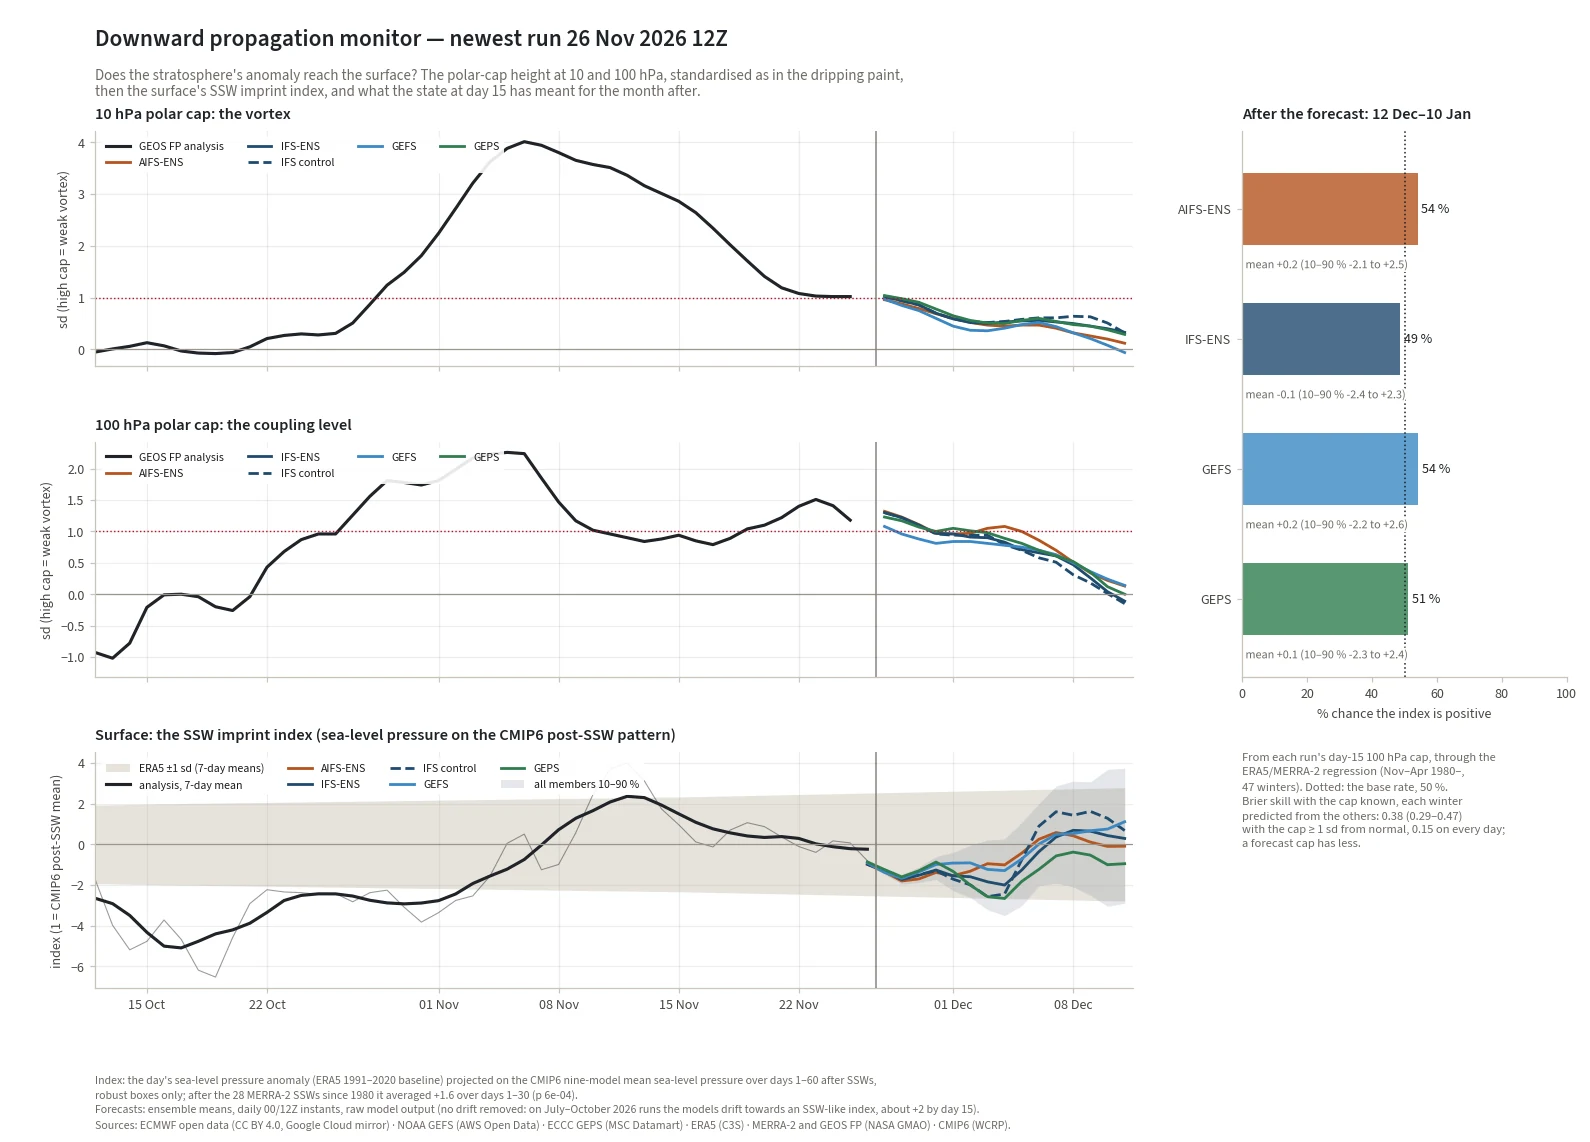 Downward propagation monitor — newest run 26 Nov 2026 12Z
Does the stratosphere's anomaly reach the surface? The polar-cap height at 10 and 100 hPa, standardised as in the dripping paint,
then the surface's SSW imprint index, and what the state at day 15 has meant for the month after.
10 hPa polar cap: the vortex
GEOS FP analysis
AIFS-ENS
IFS-ENS
IFS control
GEFS
GEPS
sd (high cap = weak vortex)
4
3
2
1
0
100 hPa polar cap: the coupling level
GEOS FP analysis
AIFS-ENS
IFS-ENS
IFS control
GEFS
GEPS
sd (high cap = weak vortex)
2.0
1.5
1.0
0.5
0.0
−0.5
−1.0
Surface: the SSW imprint index (sea-level pressure on the CMIP6 post-SSW pattern)
ERA5 ±1 sd (7-day means)
analysis, 7-day mean
AIFS-ENS
IFS-ENS
IFS control
GEFS
GEPS
all members 10–90 %
index (1 = CMIP6 post-SSW mean)
4
2
0
−2
−4
−6
15 Oct
22 Oct
01 Nov
08 Nov
15 Nov
22 Nov
01 Dec
08 Dec
After the forecast: 12 Dec–10 Jan
AIFS-ENS
54 %
mean +0.2 (10–90 % -2.1 to +2.5)
IFS-ENS
49 %
mean -0.1 (10–90 % -2.4 to +2.3)
GEFS
54 %
mean +0.2 (10–90 % -2.2 to +2.6)
GEPS
51 %
mean +0.1 (10–90 % -2.3 to +2.4)
0
20
40
60
80
100
% chance the index is positive
From each run's day-15 100 hPa cap, through the
ERA5/MERRA-2 regression (Nov–Apr 1980–,
47 winters). Dotted: the base rate, 50 %.
Brier skill with the cap known, each winter
predicted from the others: 0.38 (0.29–0.47)
with the cap ≥ 1 sd from normal, 0.15 on every day;
a forecast cap has less.
Index: the day's sea-level pressure anomaly (ERA5 1991–2020 baseline) projected on the CMIP6 nine-model mean sea-level pressure over days 1–60 after SSWs,
robust boxes only; after the 28 MERRA-2 SSWs since 1980 it averaged +1.6 over days 1–30 (p 6e-04).
Forecasts: ensemble means, daily 00/12Z instants, raw model output (no drift removed: on July–October 2026 runs the models drift towards an SSW-like index, about +2 by day 15).
Sources: ECMWF open data (CC BY 4.0, Google Cloud mirror) · NOAA GEFS (AWS Open Data) · ECCC GEPS (MSC Datamart) · ERA5 (C3S) · MERRA-2 and GEOS FP (NASA GMAO) · CMIP6 (WCRP).